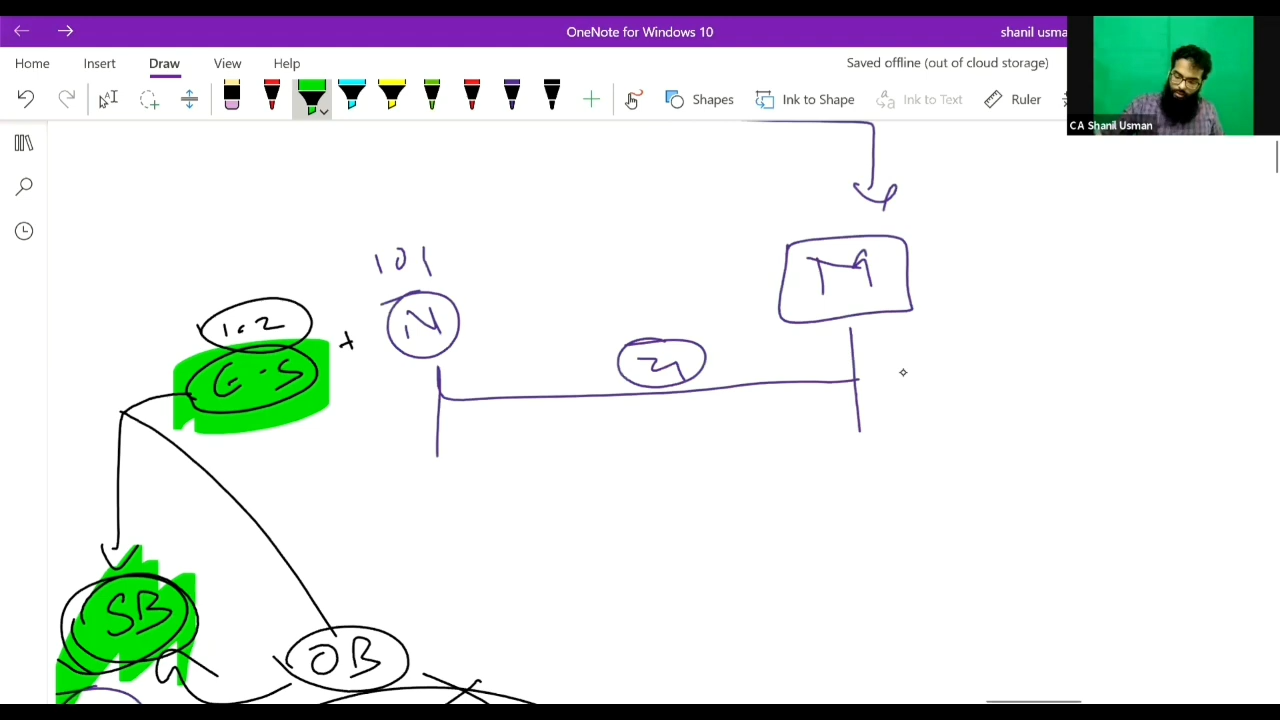 OneNote for Windows 10
shanil usma
Home Insert Draw View Help
Saved offline (out of cloud storage)
Shapes Ink to Shape Ink to Text Ruler
CA Shanil Usman
101
N
1.2
G.S
+
SB
OB